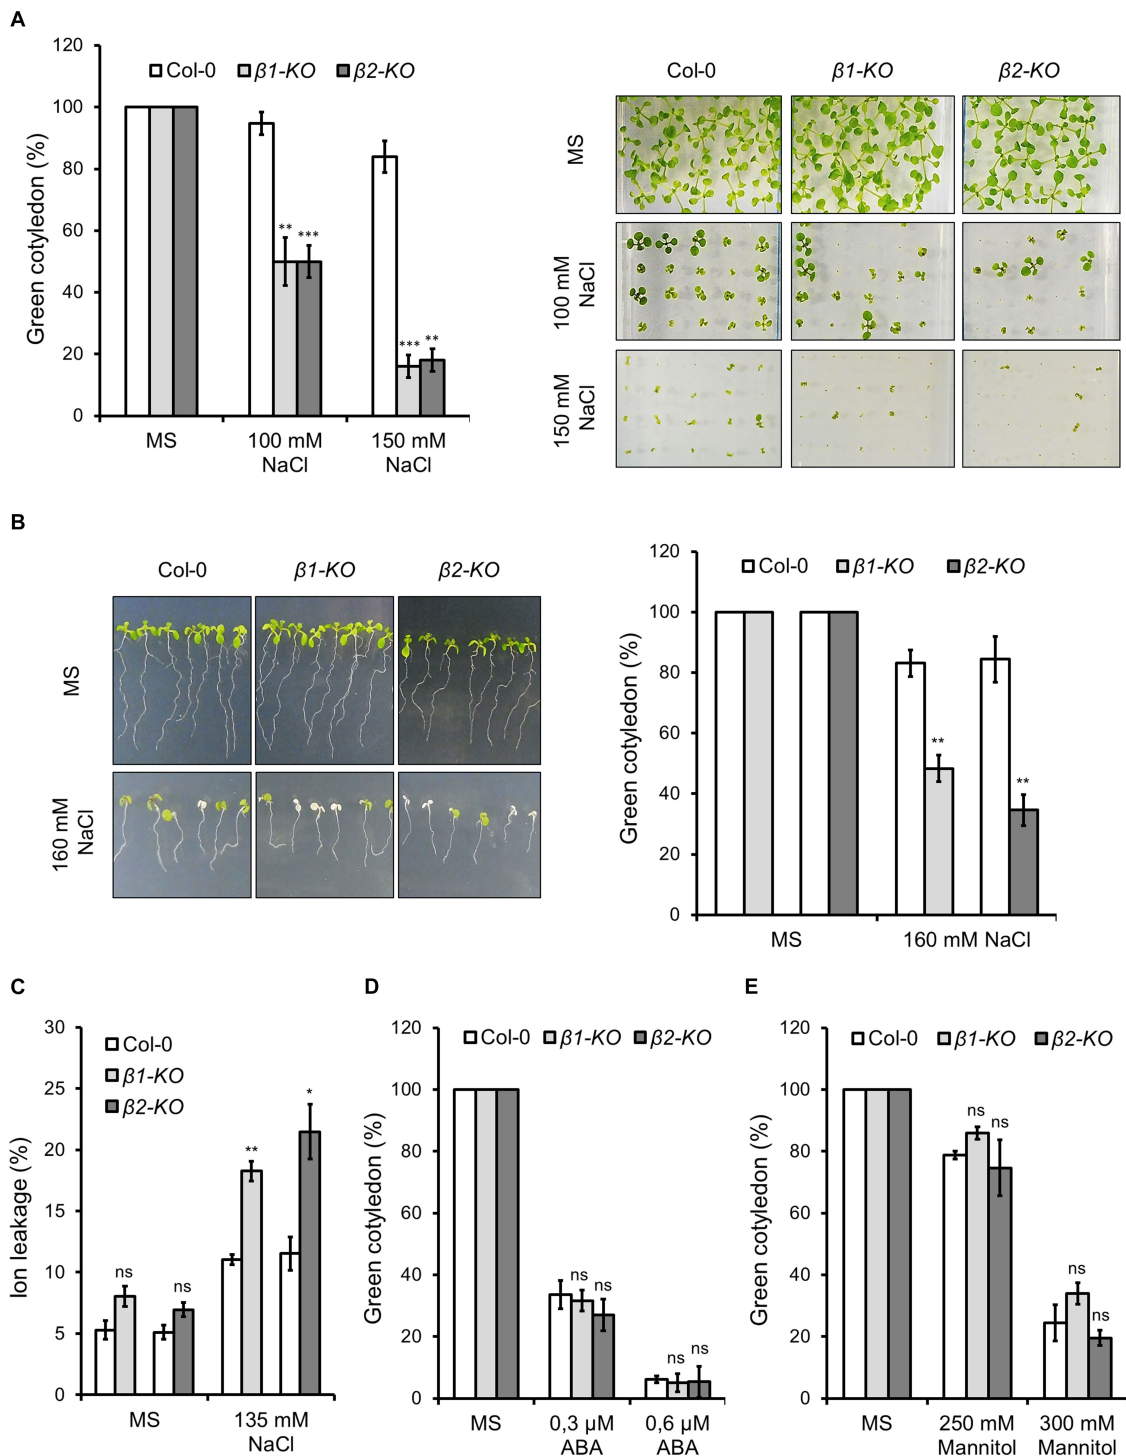 A
120
100
80
60
40
20
0
Green cotyledon (%)
Col-0 β1-KO β2-KO
** ***
*** **
MS 100 mM NaCl 150 mM NaCl
Col-0 β1-KO β2-KO
MS
100 mM NaCl
150 mM NaCl
B
Col-0 β1-KO β2-KO
MS
160 mM NaCl
120
100
80
60
40
20
0
Green cotyledon (%)
Col-0 β1-KO β2-KO
**
**
MS 160 mM NaCl
C
30
25
20
15
10
5
0
Ion leakage (%)
Col-0
β1-KO
β2-KO
ns ns
** *
MS 135 mM NaCl
D
120
100
80
60
40
20
0
Green cotyledon (%)
Col-0 β1-KO β2-KO
ns ns
ns ns
MS 0,3 µM ABA 0,6 µM ABA
E
120
100
80
60
40
20
0
Green cotyledon (%)
Col-0 β1-KO β2-KO
ns ns
ns ns
MS 250 mM Mannitol 300 mM Mannitol